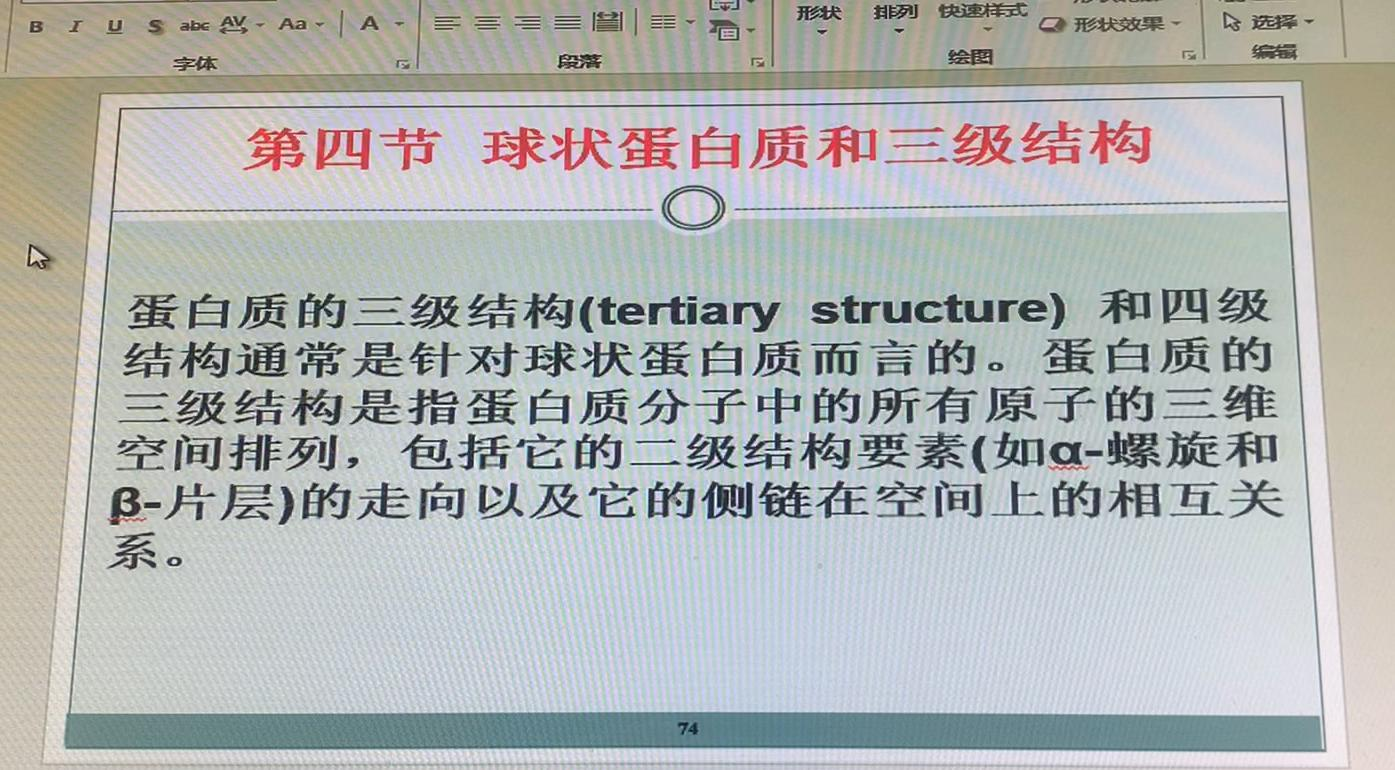 B I U S abc AV Aa A
形状 排列 快速样式
形状效果 选择
字体 段落 绘图 编辑
第四节 球状蛋白质和三级结构
蛋白质的三级结构(tertiary structure) 和四级
结构通常是针对球状蛋白质而言的。蛋白质的
三级结构是指蛋白质分子中的所有原子的三维
空间排列，包括它的二级结构要素(如α-螺旋和
β-片层)的走向以及它的侧链在空间上的相互关
系。
74